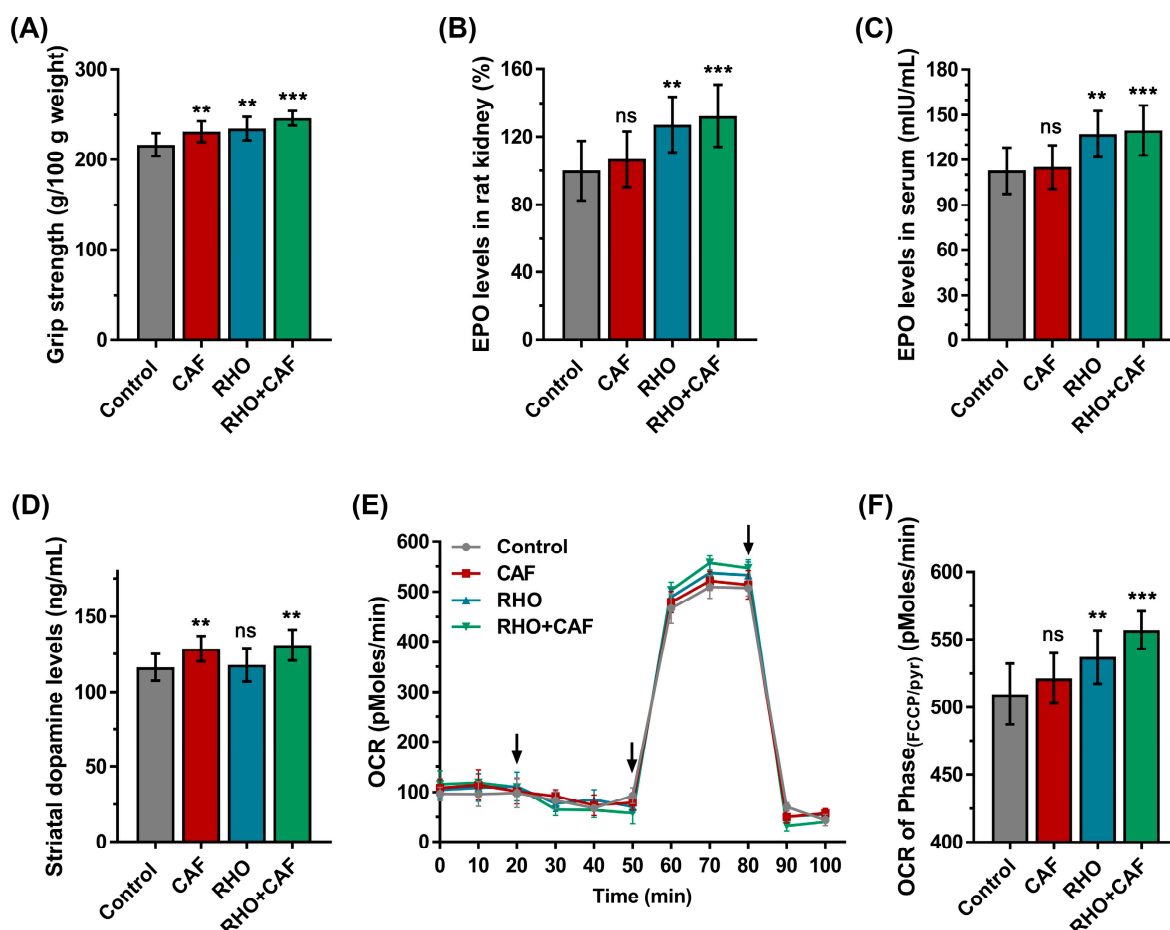 (A)
Grip strength (g/100 g weight)
300
200
100
0
** ** ***
Control CAF RHO RHO+CAF
(B)
EPO levels in rat kidney (%)
160
120
80
40
0
ns ** ***
Control CAF RHO RHO+CAF
(C)
EPO levels in serum (mIU/mL)
180
150
120
90
60
30
0
ns ** ***
Control CAF RHO RHO+CAF
(D)
Striatal dopamine levels (ng/mL)
150
100
50
0
** ns **
Control CAF RHO RHO+CAF
(E)
OCR (pMoles/min)
600
500
400
300
200
100
0
Control
CAF
RHO
RHO+CAF
0 10 20 30 40 50 60 70 80 90 100
Time (min)
(F)
OCR of Phase(FCCP/pyr) (pMoles/min)
600
550
500
450
400
ns ** ***
Control CAF RHO RHO+CAF